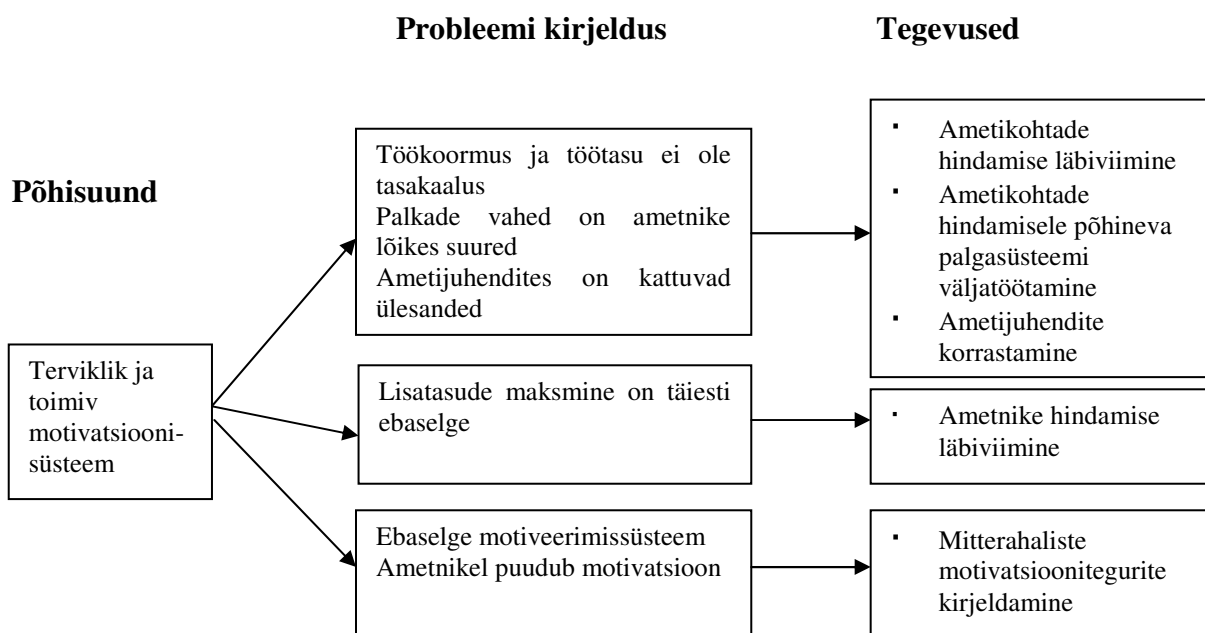 Probleemi kirjeldus
Tegevused
Põhisuund
Terviklik ja
toimiv
motivatsiooni-
süsteem
Töökoormus ja töötasu ei ole
tasakaalus
Palkade vahed on ametnike
lõikes suured
Ametijuhendites on kattuvad
ülesanded
▪ Ametikohtade
hindamise läbiviimine
▪ Ametikohtade
hindamisele põhineva
palgasüsteemi
väljatöötamine
▪ Ametijuhendite
korrastamine
Lisatasude maksmine on täiesti
ebaselge
▪ Ametnike hindamise
läbiviimine
Ebaselge motiveerimissüsteem
Ametnikel puudub motivatsioon
▪ Mitterahaliste
motivatsioonitegurite
kirjeldamine